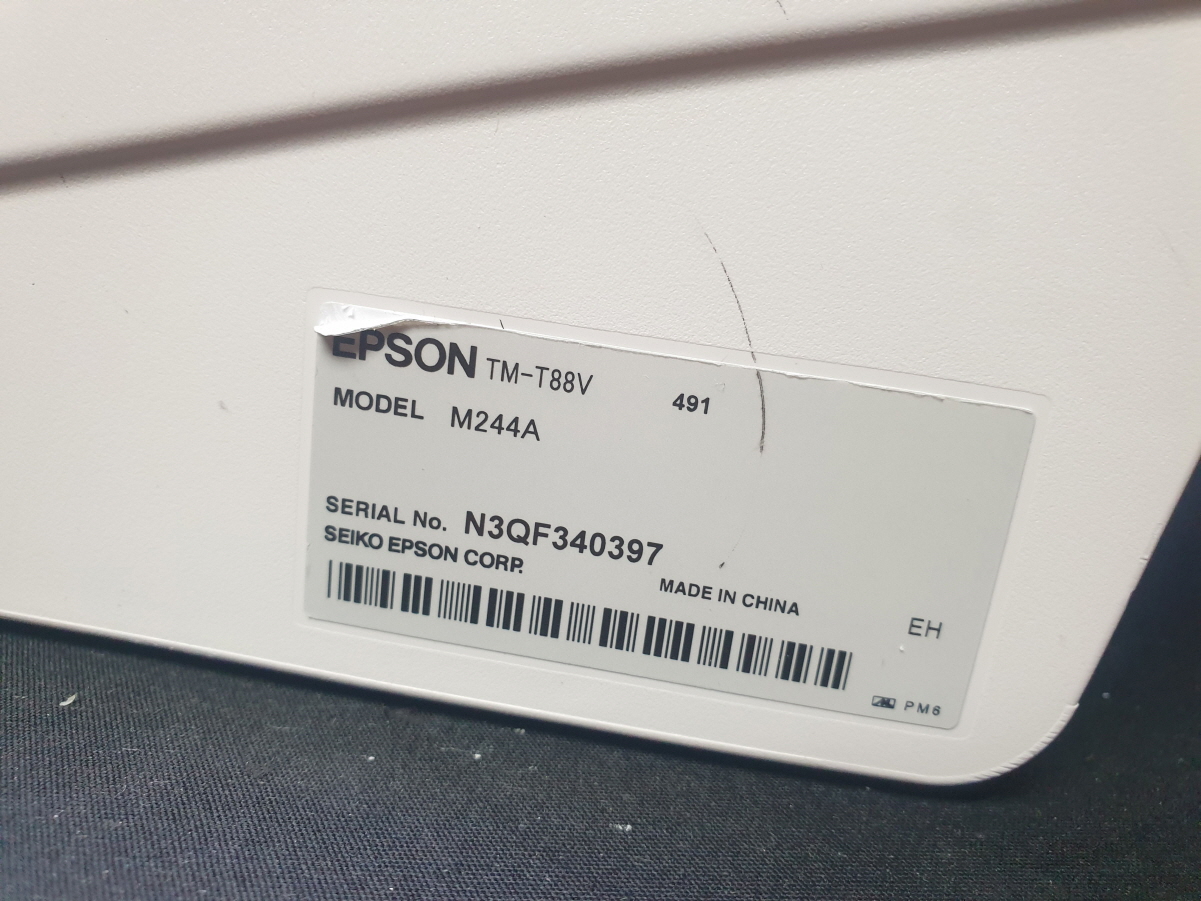 EPSON TM-T88V 491
MODEL M244A
SERIAL No. N3QF340397
SEIKO EPSON CORP.
MADE IN CHINA
EH
PM6